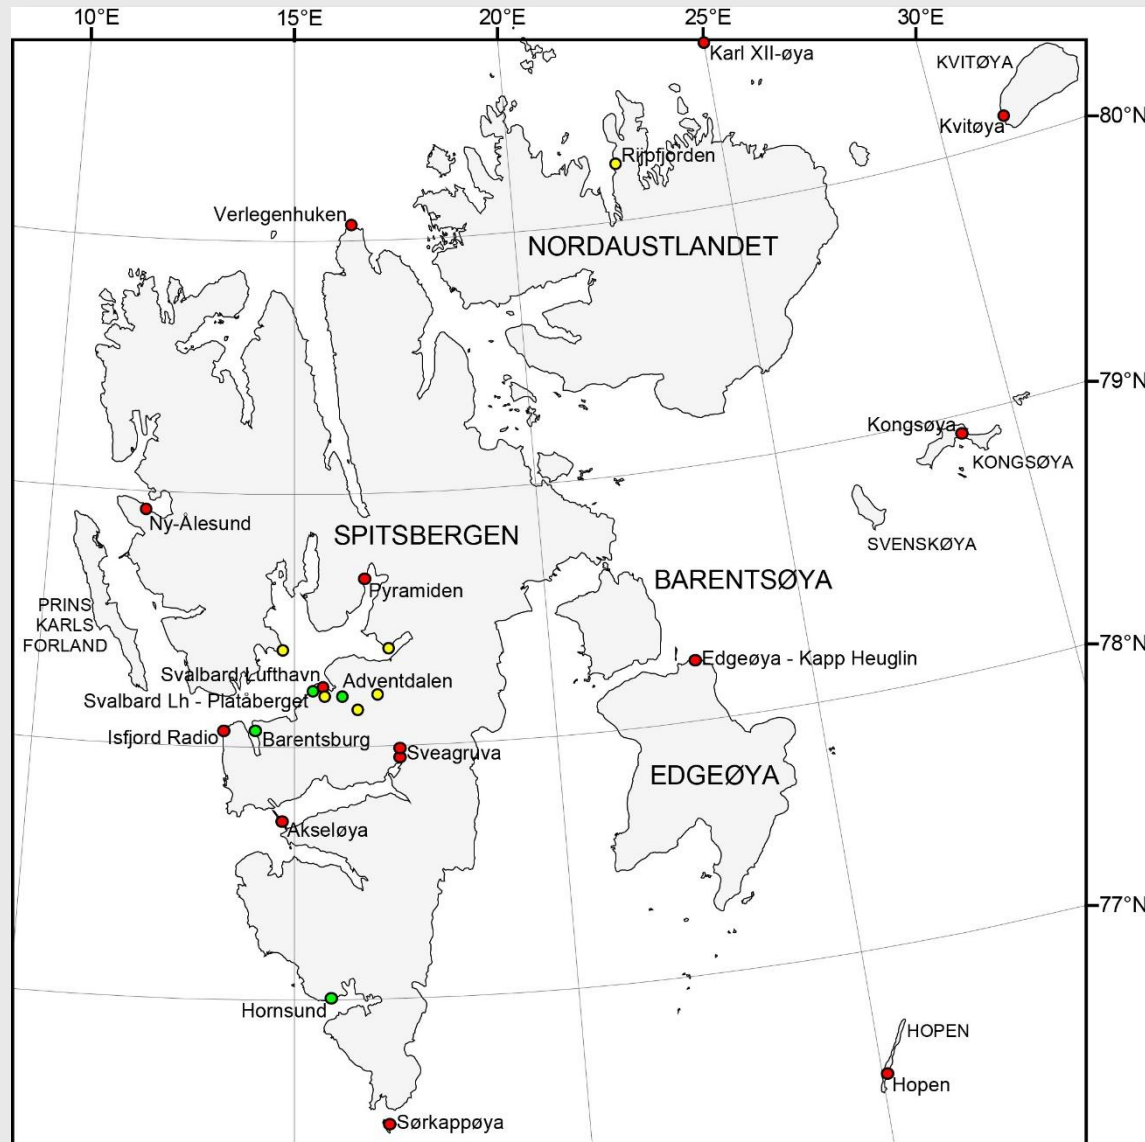 10°E
15°E
20°E
25°E
30°E
Karl XII-øya
KVITØYA
80°N
Kvitøya
Rijpfjorden
Verlegenhuken
NORDAUSTLANDET
79°N
Kongsøya
KONGSØYA
Ny-Ålesund
SPITSBERGEN
SVENSKØYA
BARENTSØYA
Pyramiden
PRINS
KARLS
FORLAND
78°N
Edgeøya - Kapp Heuglin
Svalbard Lufthavn
Adventdalen
Svalbard Lh - Platåberget
Isfjord Radio
Barentsburg
Sveagruva
EDGEØYA
Akseløya
77°N
Hornsund
HOPEN
Hopen
Sørkappøya